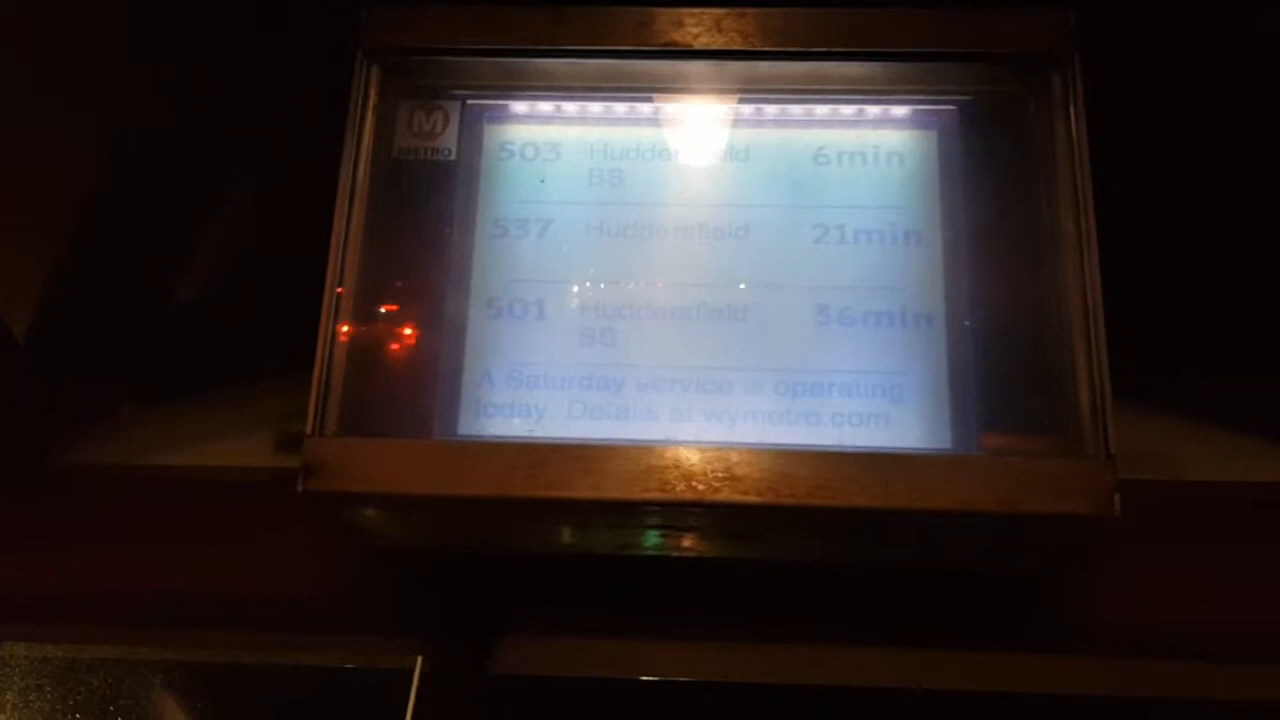 M
METRO
503 Huddersfield 6min
BS
537 Huddersfield 21min
501 Huddersfield 36min
BS
A Saturday service is operating
today. Details at wymetro.com